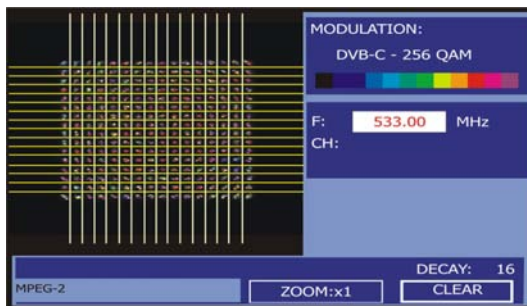 MODULATION:
DVB-C - 256 QAM
F: 533.00 MHz
CH:
DECAY: 16
MPEG-2 ZOOM:x1 CLEAR